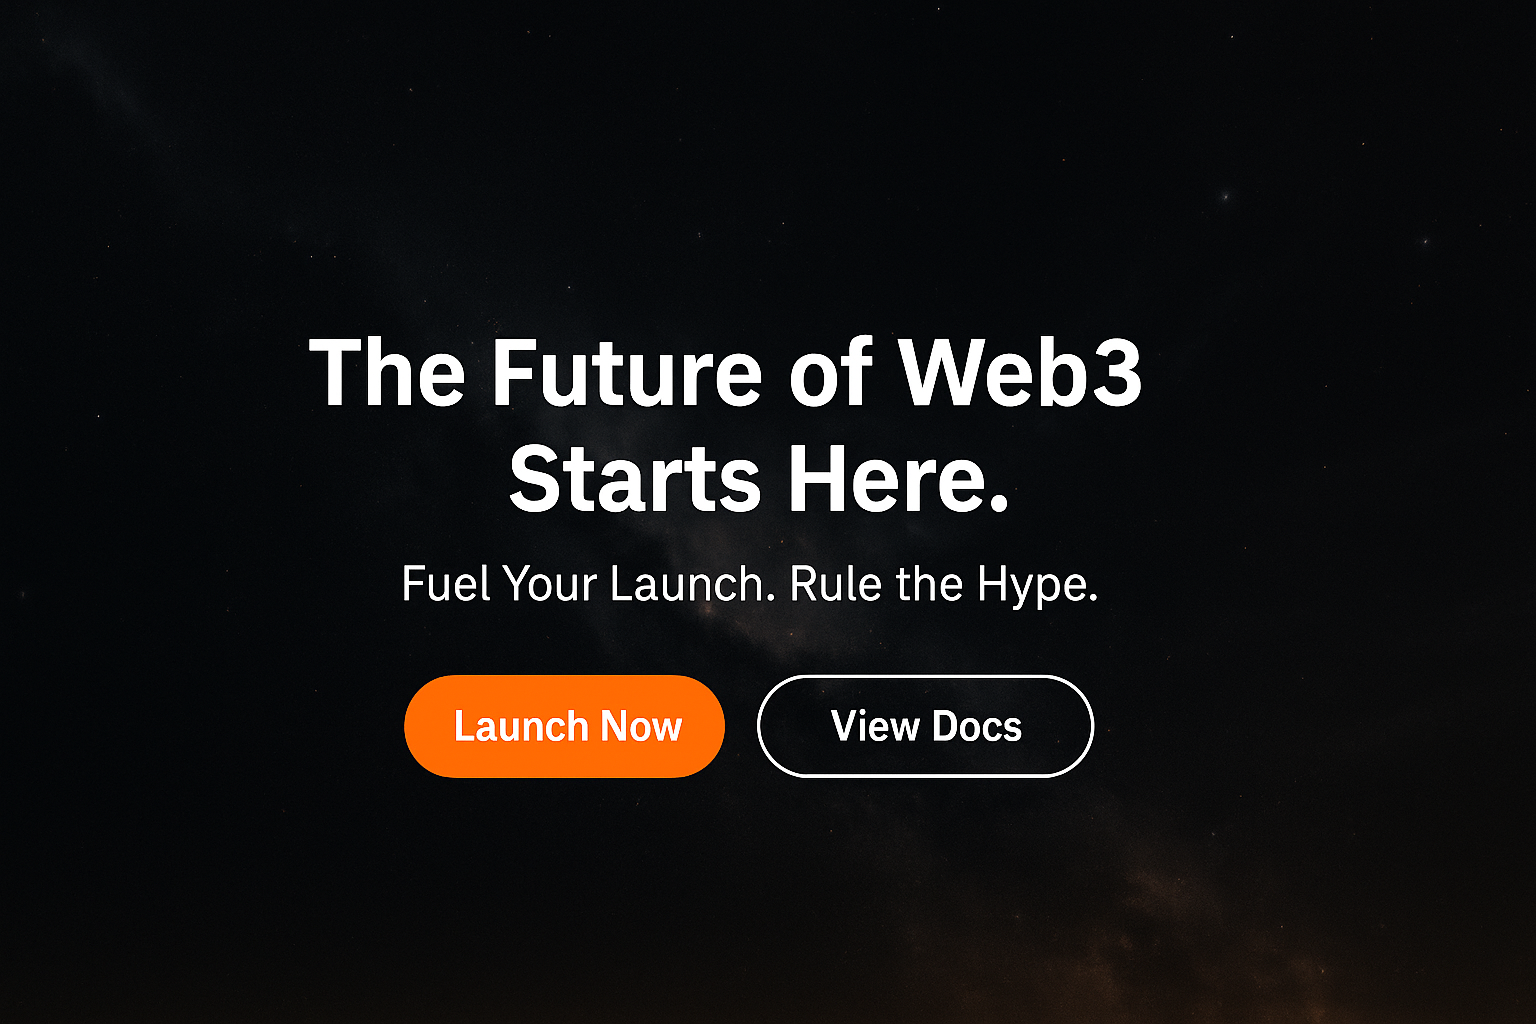 The Future of Web3
Starts Here.
Fuel Your Launch. Rule the Hype.
Launch Now
View Docs